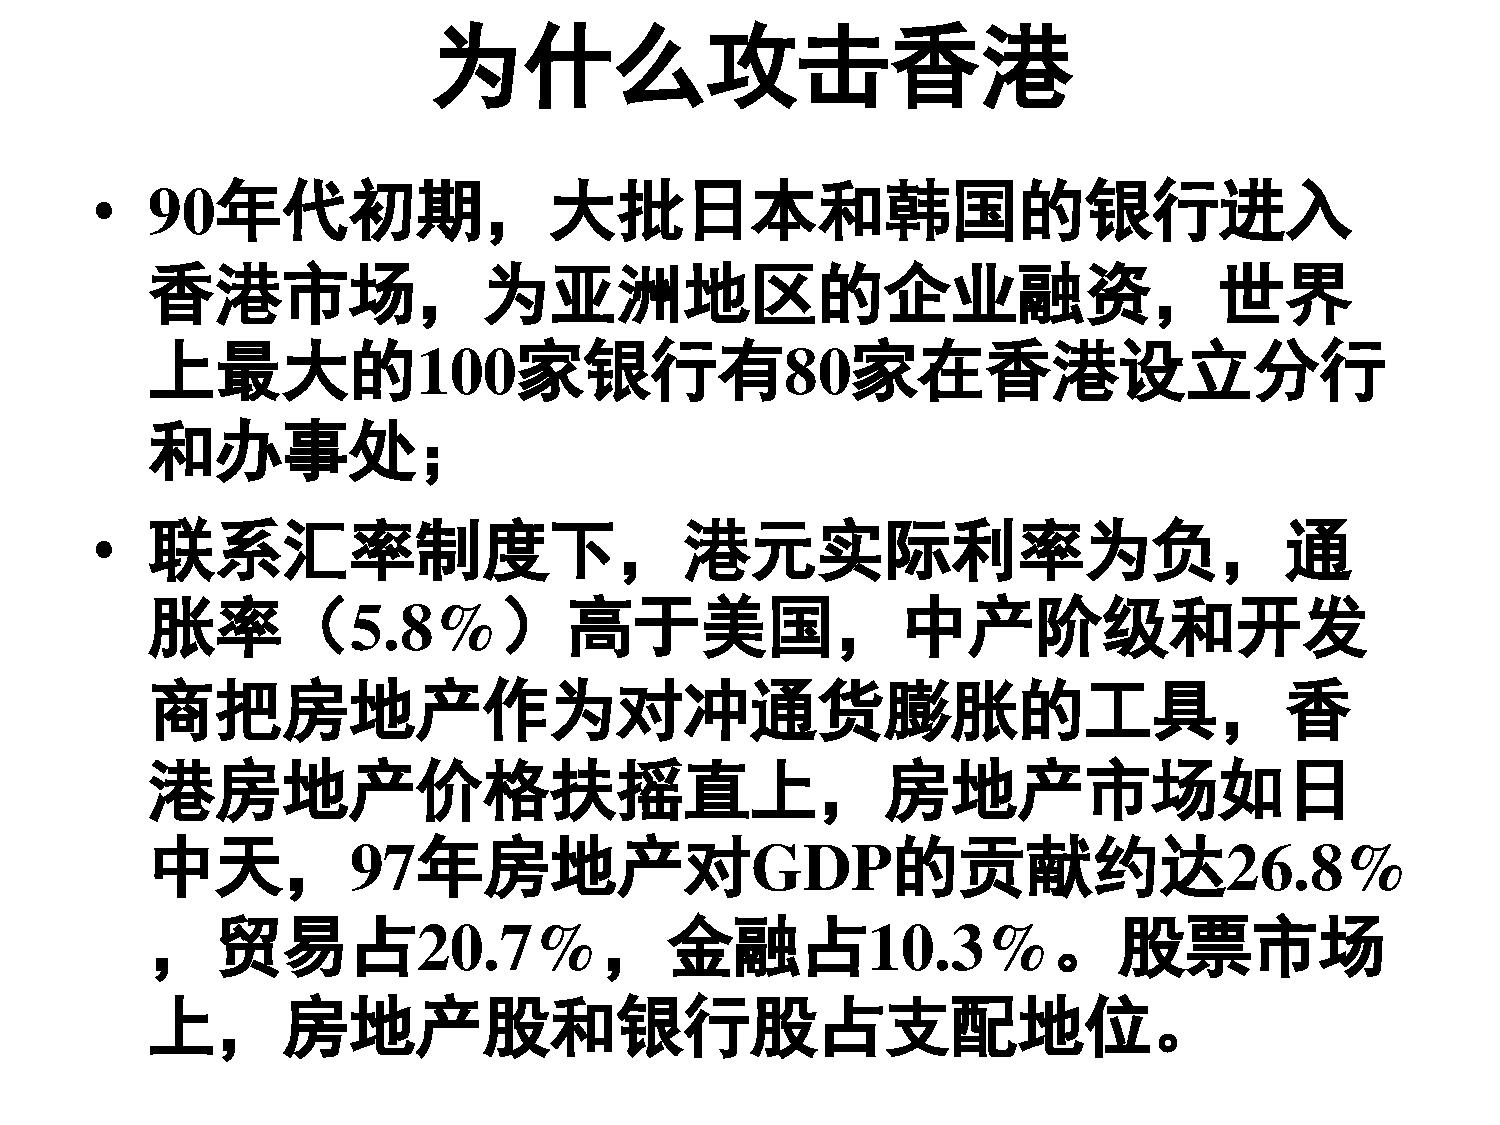 为什么攻击香港
• 90年代初期，大批日本和韩国的银行进入
香港市场，为亚洲地区的企业融资，世界
上最大的100家银行有80家在香港设立分行
和办事处；
• 联系汇率制度下，港元实际利率为负，通
胀率（5.8%）高于美国，中产阶级和开发
商把房地产作为对冲通货膨胀的工具，香
港房地产价格扶摇直上，房地产市场如日
中天，97年房地产对GDP的贡献约达26.8%
，贸易占20.7%，金融占10.3%。股票市场
上，房地产股和银行股占支配地位。